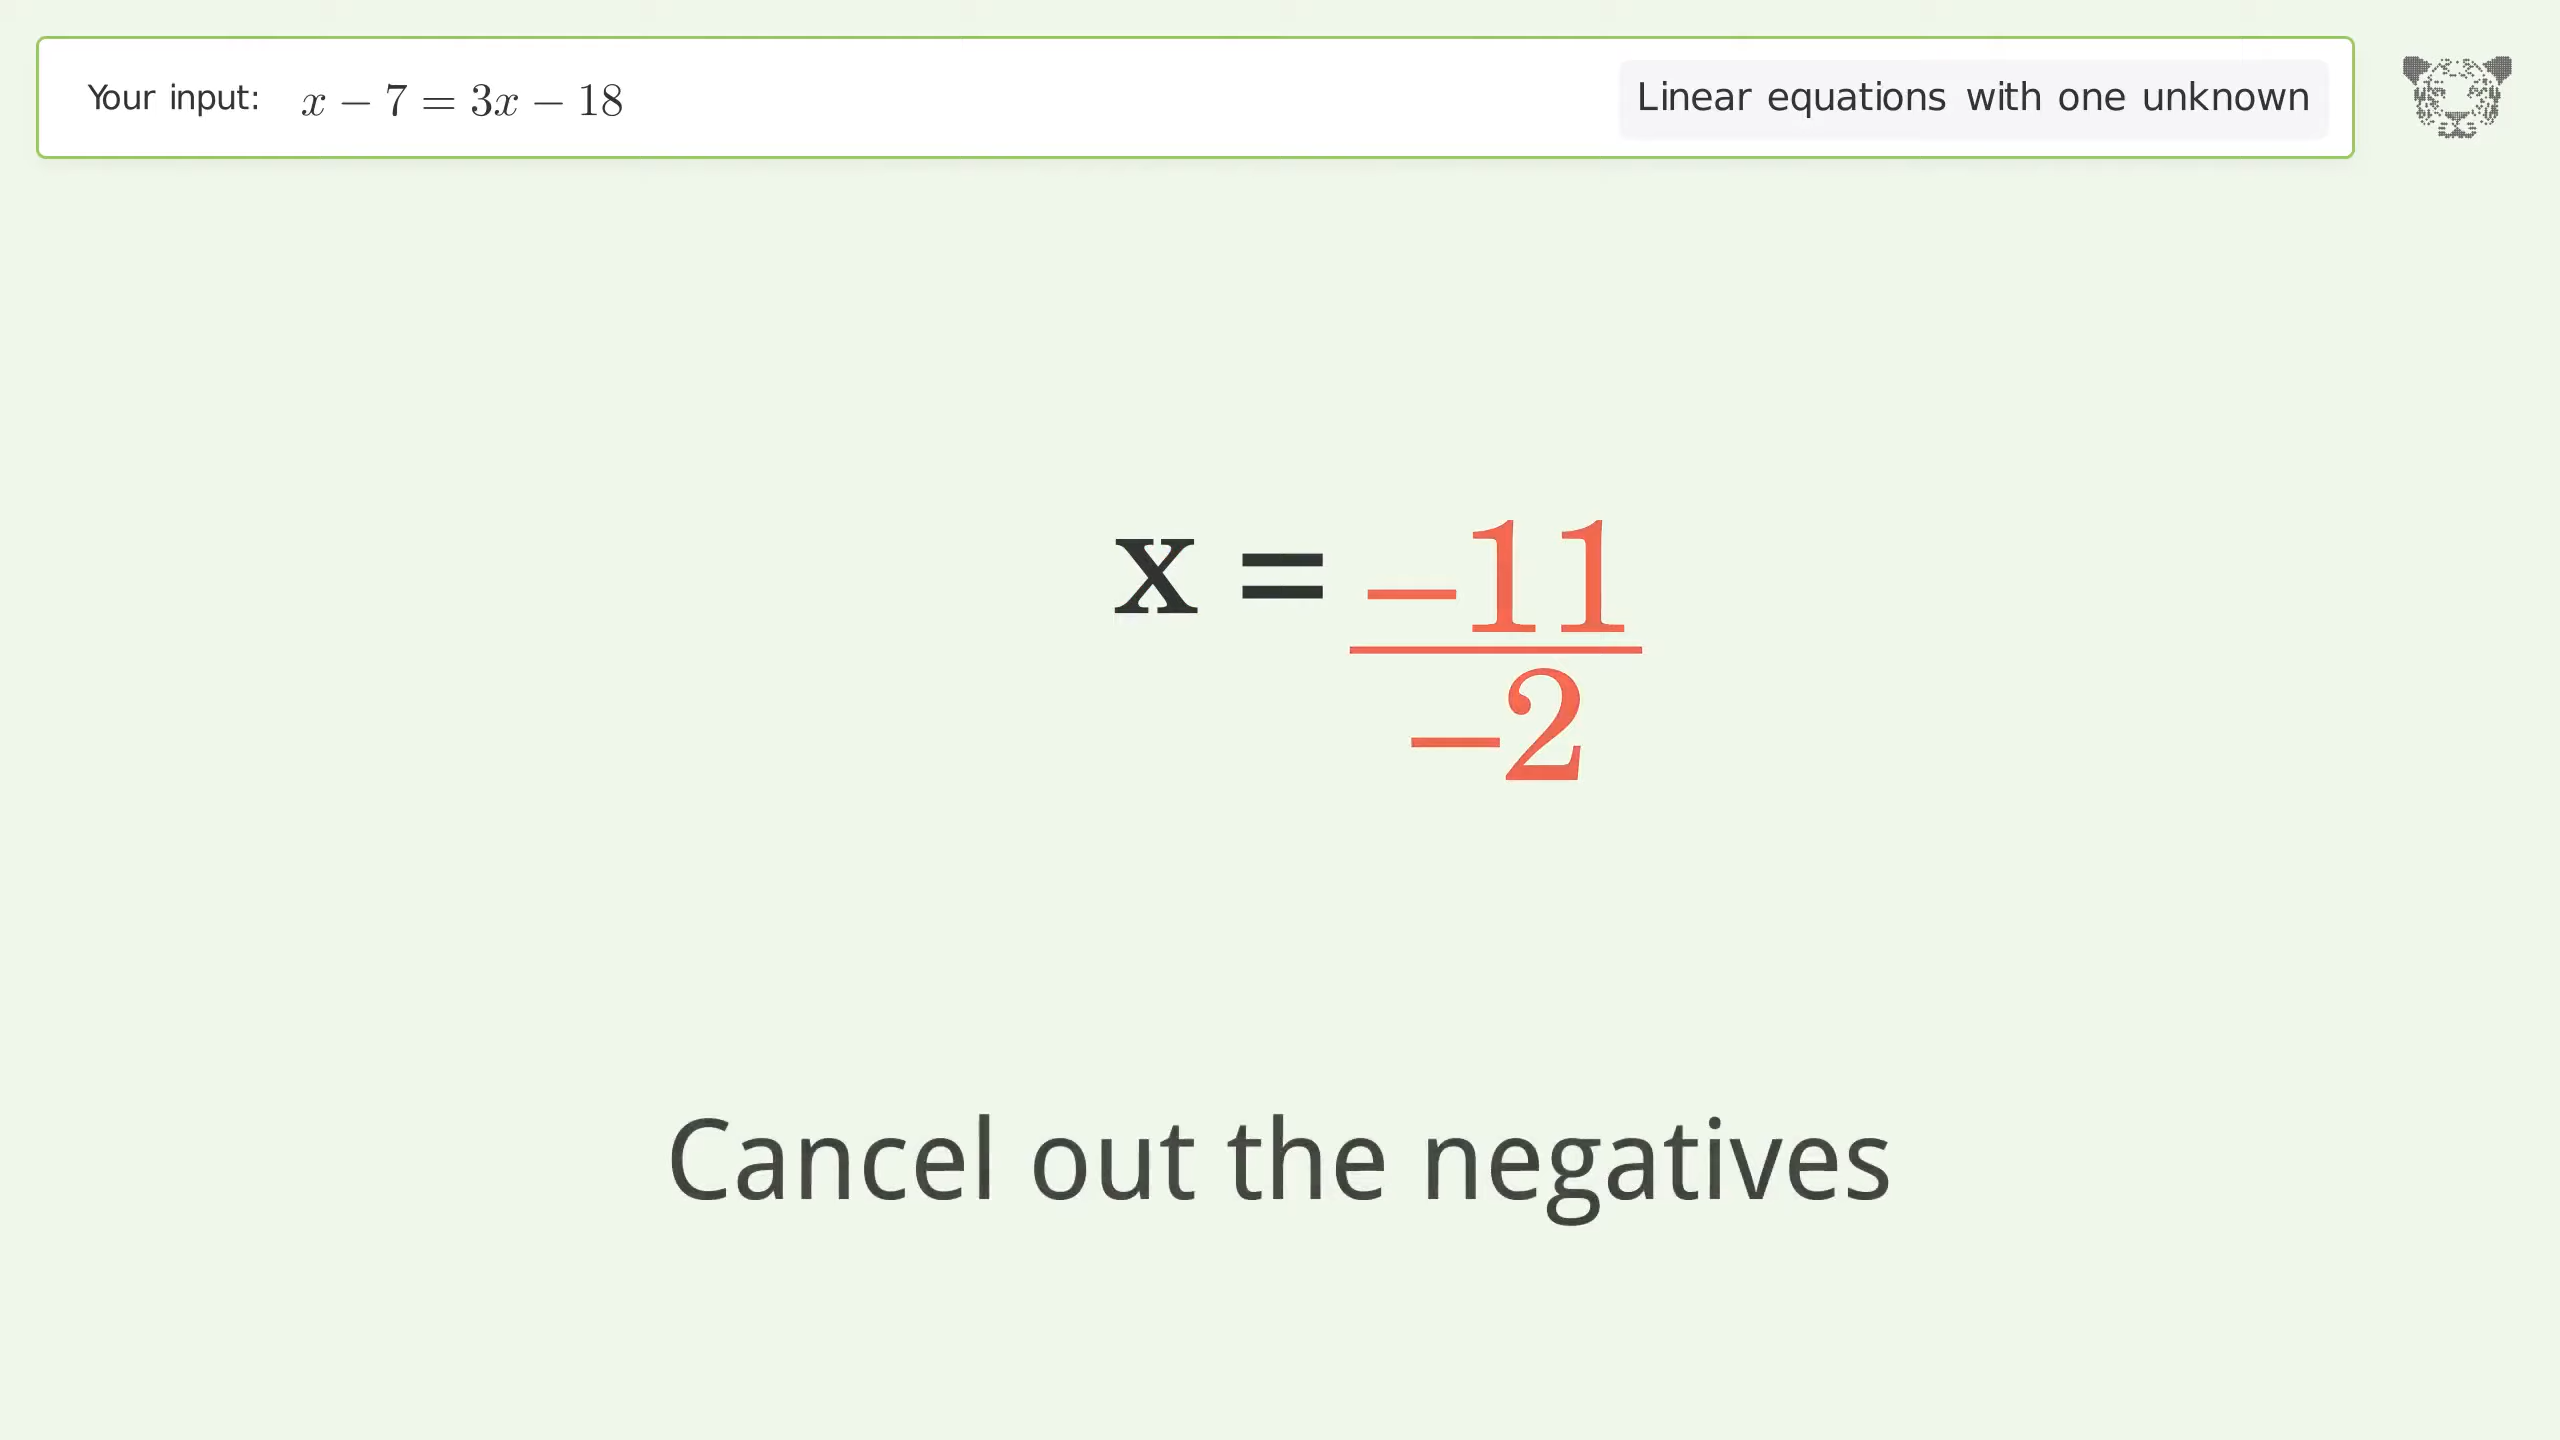 Your input: x − 7 = 3x − 18
Linear equations with one unknown
x = −11/−2
Cancel out the negatives